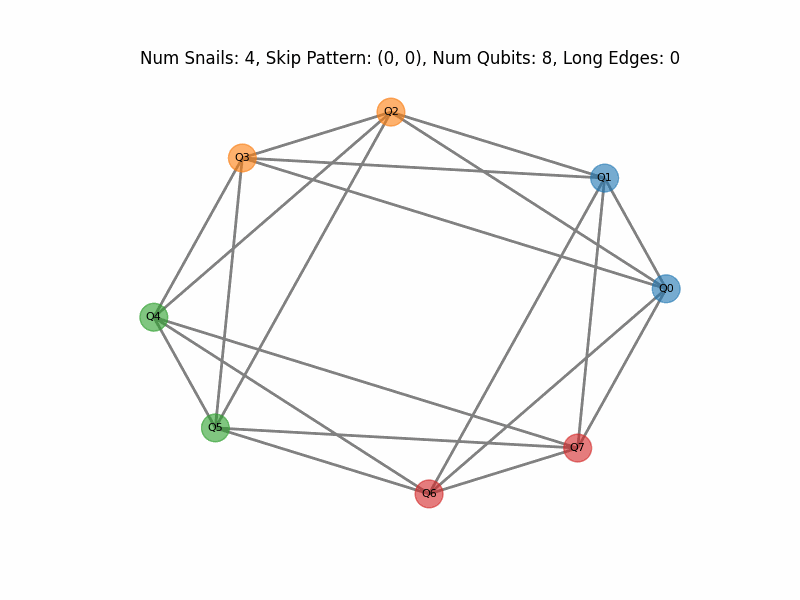 Num Snails: 4, Skip Pattern: (0, 0), Num Qubits: 8, Long Edges: 0
Q2
Q3
Q1
Q0
Q4
Q5
Q7
Q6